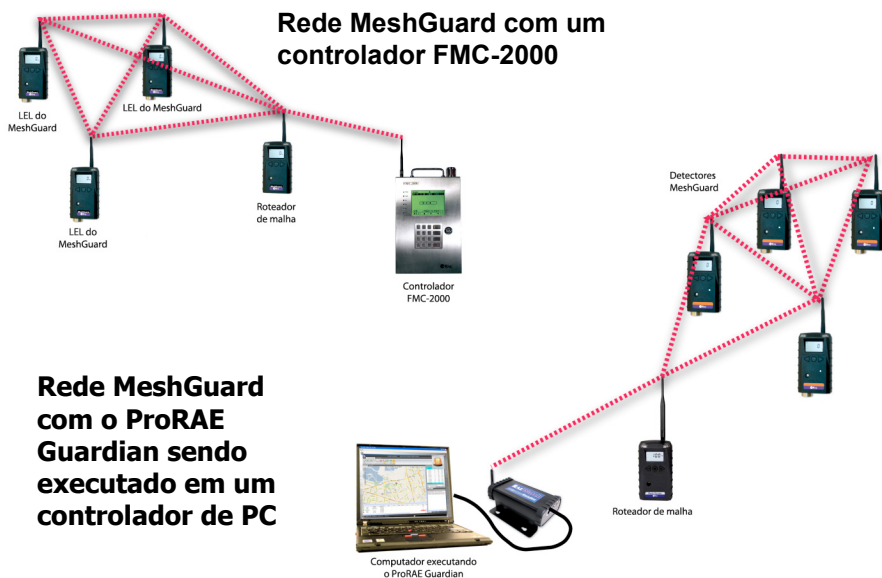 Rede MeshGuard com um
controlador FMC-2000
LEL do
MeshGuard
LEL do MeshGuard
LEL do
MeshGuard
Roteador
de malha
Controlador
FMC-2000
Detectores
MeshGuard
Rede MeshGuard
com o ProRAE
Guardian sendo
executado em um
controlador de PC
100
Roteador de malha
Computador executando
o ProRAE Guardian